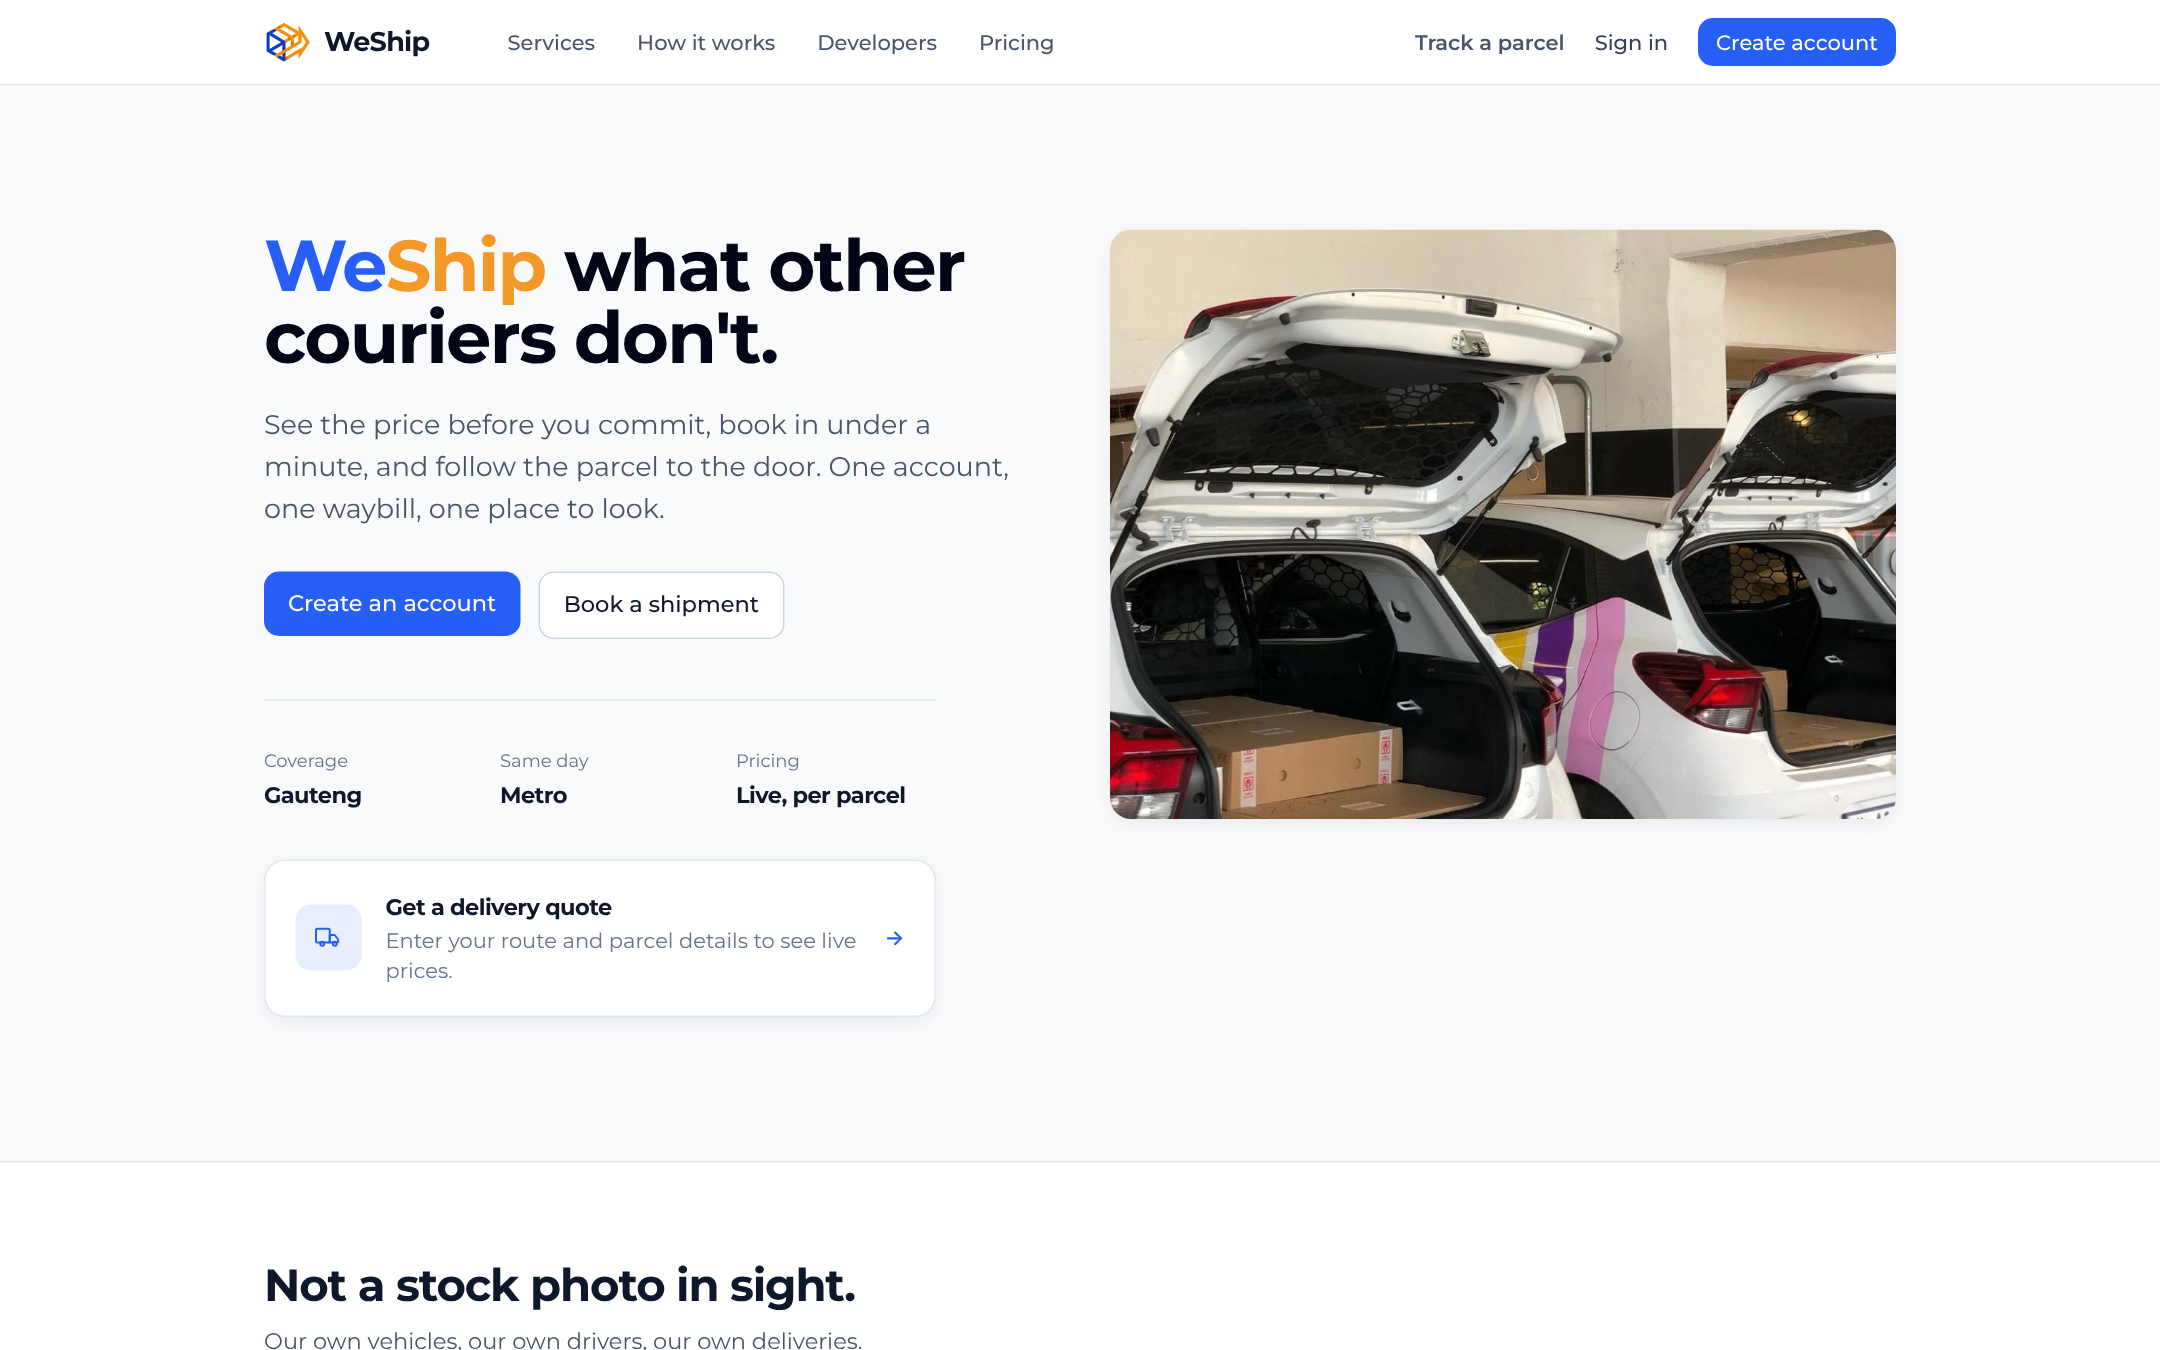 WeShip
Services
How it works
Developers
Pricing
Track a parcel
Sign in
Create account
WeShip what other
couriers don't.
See the price before you commit, book in under a
minute, and follow the parcel to the door. One account,
one waybill, one place to look.
Create an account
Book a shipment
Coverage
Gauteng
Same day
Metro
Pricing
Live, per parcel
Get a delivery quote
Enter your route and parcel details to see live
prices.
Not a stock photo in sight.
Our own vehicles, our own drivers, our own deliveries.